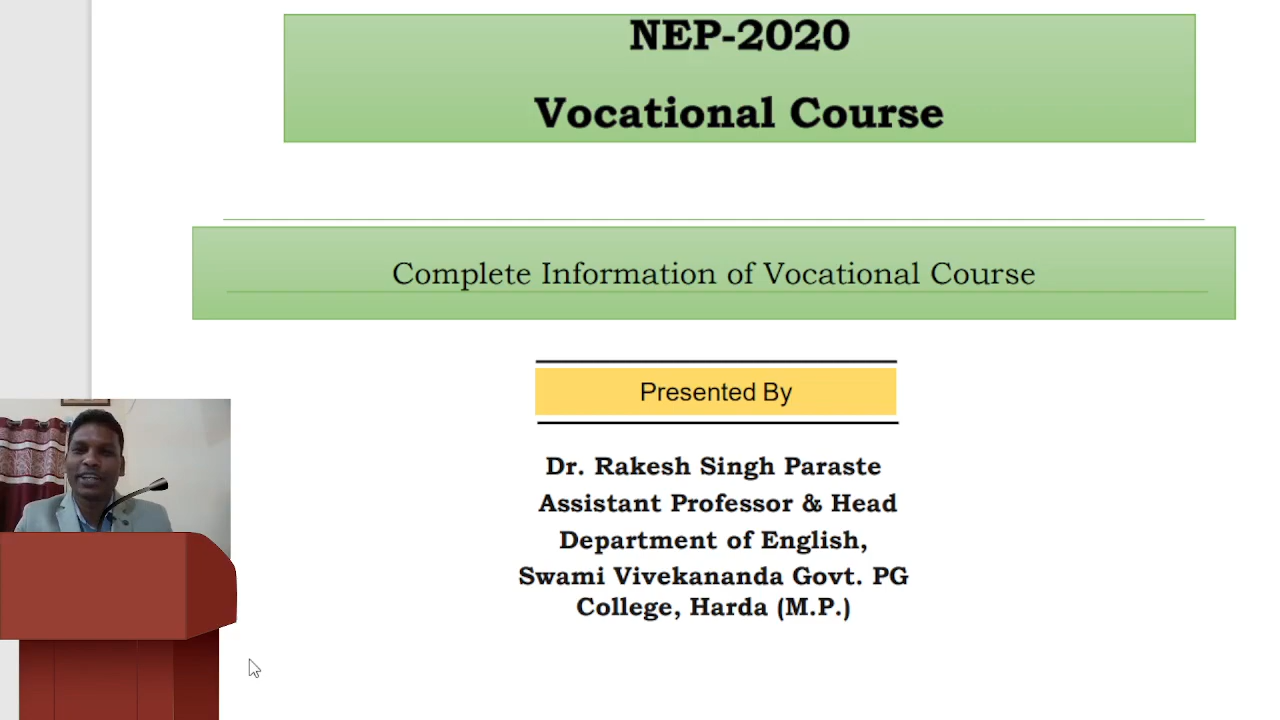 NEP-2020
Vocational Course
Complete Information of Vocational Course
Presented By
Dr. Rakesh Singh Paraste
Assistant Professor & Head
Department of English,
Swami Vivekananda Govt. PG
College, Harda (M.P.)